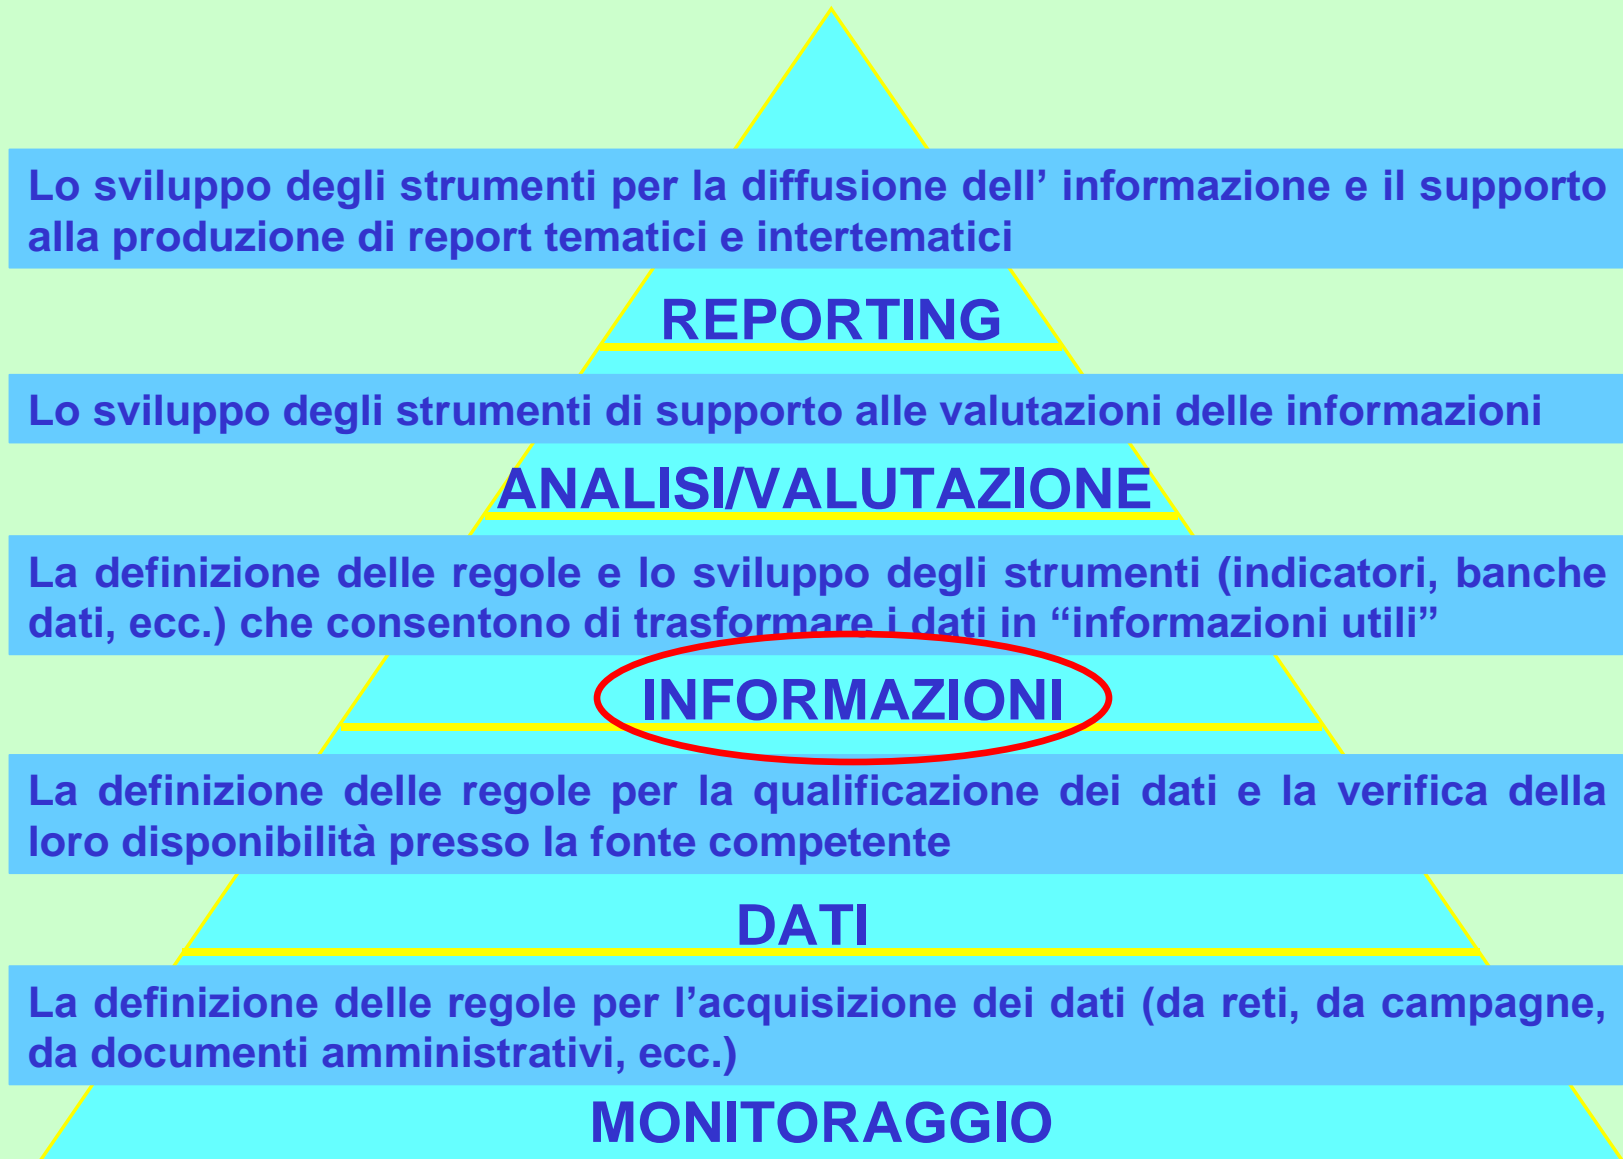 Lo sviluppo degli strumenti per la diffusione dell’ informazione e il supporto
alla produzione di report tematici e intertematici
REPORTING
Lo sviluppo degli strumenti di supporto alle valutazioni delle informazioni
ANALISI/VALUTAZIONE
La definizione delle regole e lo sviluppo degli strumenti (indicatori, banche
dati, ecc.) che consentono di trasformare i dati in “informazioni utili”
INFORMAZIONI
La definizione delle regole per la qualificazione dei dati e la verifica della
loro disponibilità presso la fonte competente
DATI
La definizione delle regole per l’acquisizione dei dati (da reti, da campagne,
da documenti amministrativi, ecc.)
MONITORAGGIO